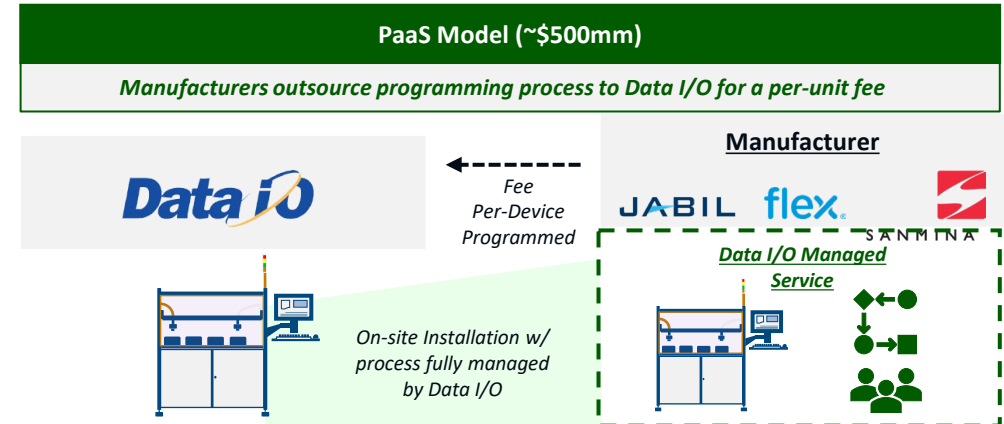 PaaS Model (~$500mm)
Manufacturers outsource programming process to Data I/O for a per-unit fee
Data iO
Fee
Per-Device
Programmed
Manufacturer
JABIL flex.
SANMINA
Data I/O Managed
Service
On-site Installation w/
process fully managed
by Data I/O